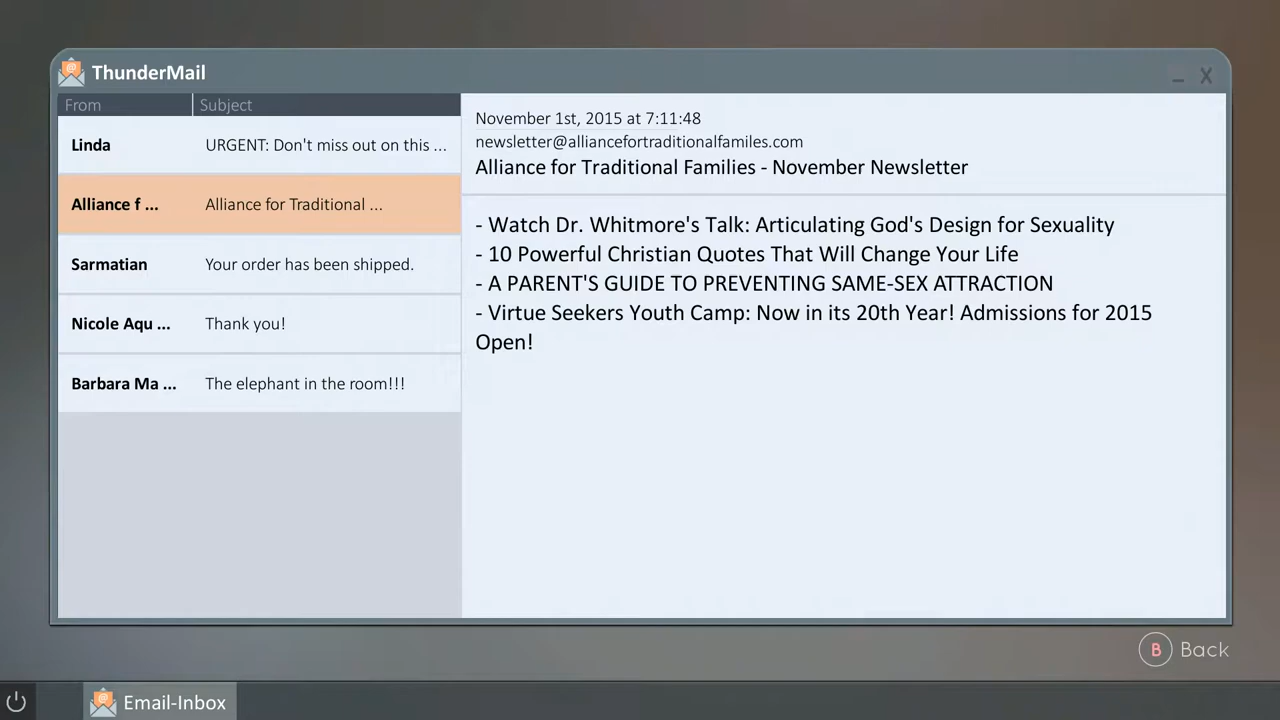 ThunderMail
From Subject
Linda URGENT: Don't miss out on this ...
Alliance f ... Alliance for Traditional ...
Sarmatian Your order has been shipped.
Nicole Aqu ... Thank you!
Barbara Ma ... The elephant in the room!!!
November 1st, 2015 at 7:11:48
newsletter@alliancefortraditionalfamiles.com
Alliance for Traditional Families - November Newsletter
- Watch Dr. Whitmore's Talk: Articulating God's Design for Sexuality
- 10 Powerful Christian Quotes That Will Change Your Life
- A PARENT'S GUIDE TO PREVENTING SAME-SEX ATTRACTION
- Virtue Seekers Youth Camp: Now in its 20th Year! Admissions for 2015
Open!
B Back
Email-Inbox